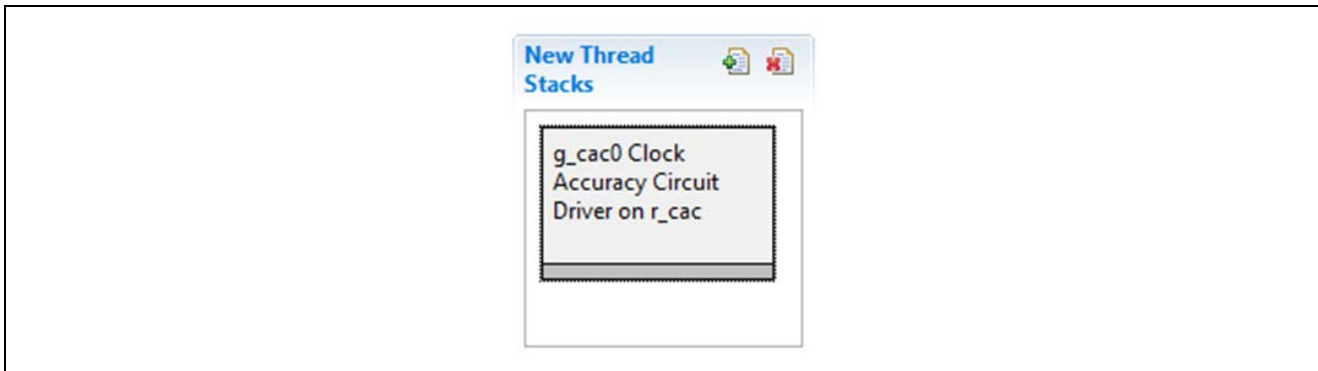 New Thread
Stacks
g_cac0 Clock
Accuracy Circuit
Driver on r_cac